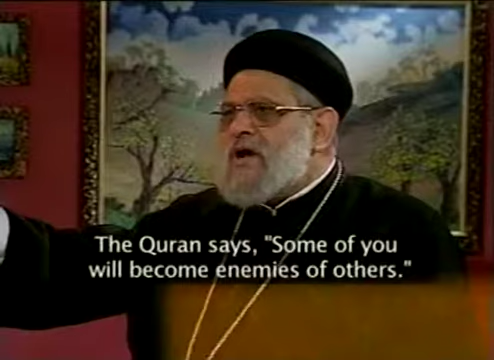 The Quran says, "Some of you
will become enemies of others."